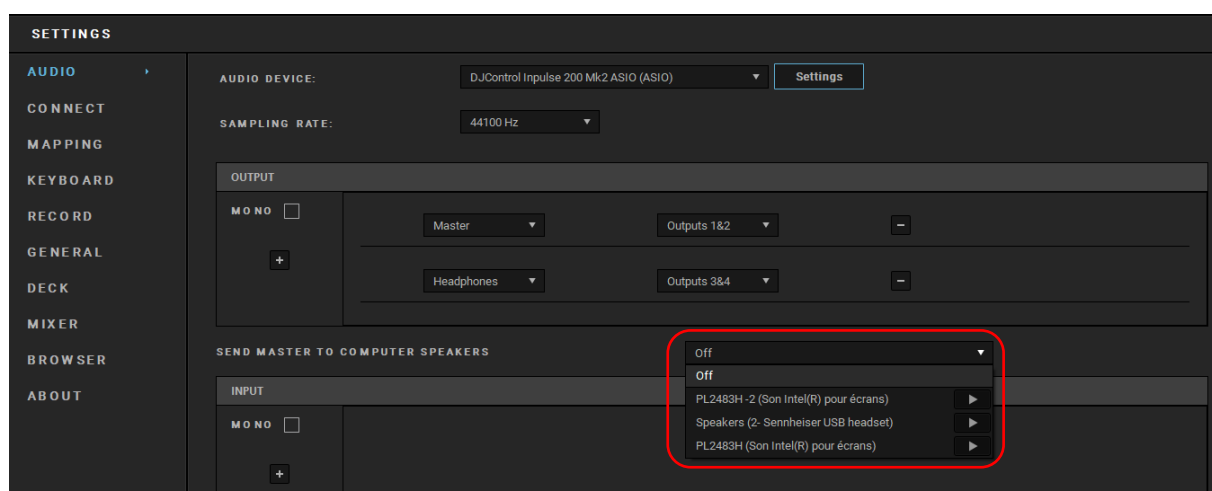 SETTINGS
AUDIO
CONNECT
MAPPING
KEYBOARD
RECORD
GENERAL
DECK
MIXER
BROWSER
ABOUT
AUDIO DEVICE: DJControl Inpulse 200 Mk2 ASIO (ASIO) Settings
SAMPLING RATE: 44100 Hz
OUTPUT
MONO
+
Master Outputs 1&2 −
Headphones Outputs 3&4 −
SEND MASTER TO COMPUTER SPEAKERS Off
Off
PL2483H -2 (Son Intel(R) pour écrans)
Speakers (2- Sennheiser USB headset)
PL2483H (Son Intel(R) pour écrans)
INPUT
MONO
+